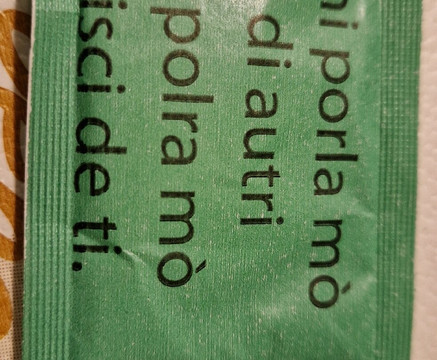 ni porla mò
di autri
polra mò
isci de ti.